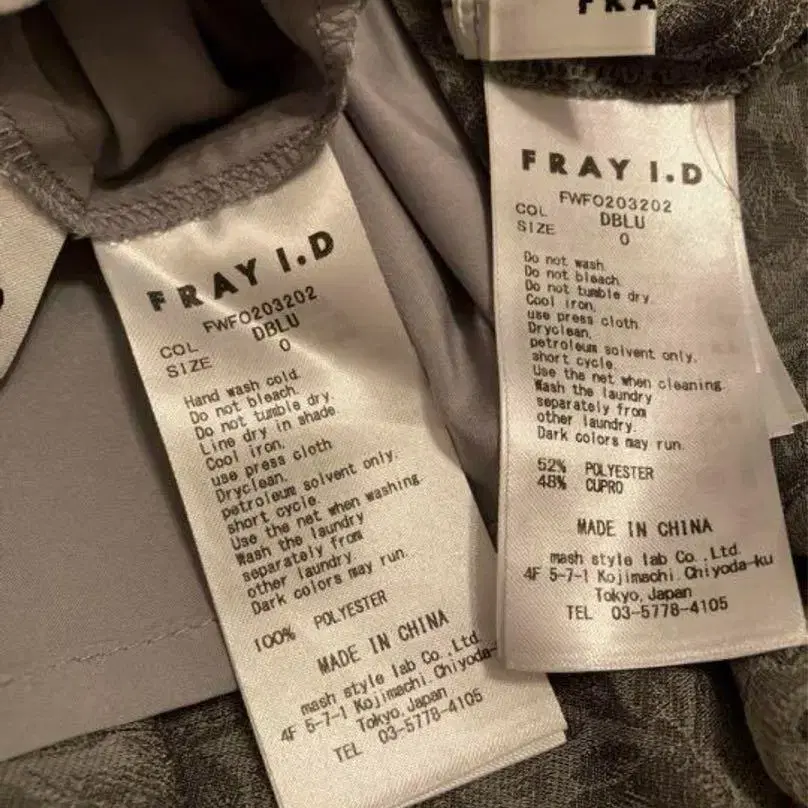 FRAY I.D
FWFO203202
COL DBLU
SIZE 0
Hand wash cold.
Do not bleach.
Do not tumble dry.
Line dry in shade.
Cool iron,
use press cloth
Dryclean,
petroleum solvent only.
short cycle.
Use the net when washing.
Wash the laundry
separately from
other laundry.
Dark colors may run.
100% POLYESTER
MADE IN CHINA
mash style lab Co.,Ltd.
4F 5-7-1 Kojimachi.Chiyoda-
Tokyo,Japan
TEL 03-5778-4105
FRA
FRAY I.D
FWFO203202
COL DBLU
SIZE 0
Do not wash.
Do not bleach.
Do not tumble dry.
Cool iron,
use press cloth.
Dryclean,
petroleum solvent only,
short cycle.
Use the net when cleaning.
Wash the laundry
separately from
other laundry.
Dark colors may run.
52% POLYESTER
48% CUPRO
MADE IN CHINA
mash style lab Co.,Ltd.
4F 5-7-1 Kojimachi.Chiyoda-ku
Tokyo,Japan
TEL 03-5778-4105